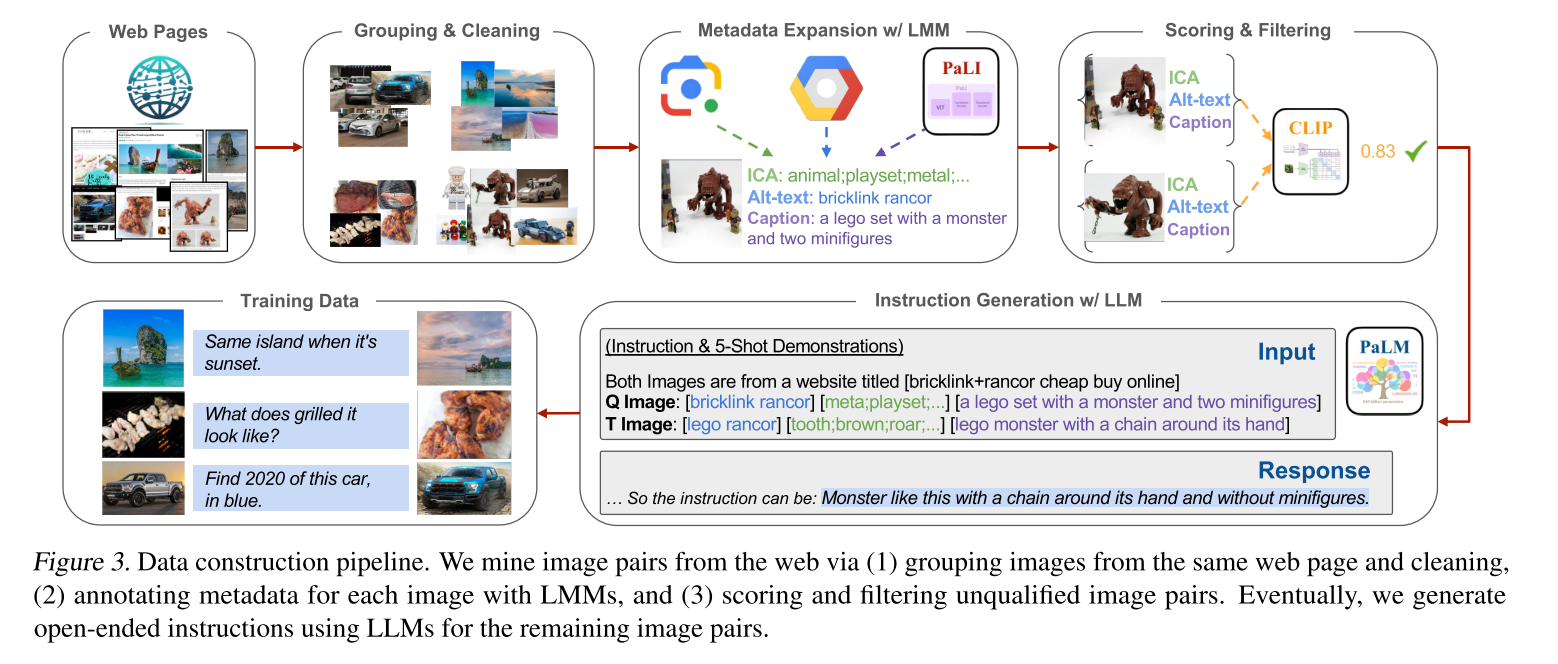 Web Pages
Grouping & Cleaning
Metadata Expansion w/ LMM
Scoring & Filtering
PaLI
ICA: animal;playset;metal;...
Alt-text: bricklink rancor
Caption: a lego set with a monster
and two minifigures
ICA
Alt-text
Caption
ICA
Alt-text
Caption
CLIP
0.83
Training Data
Same island when it's
sunset.
What does grilled it
look like?
Find 2020 of this car,
in blue.
Instruction Generation w/ LLM
(Instruction & 5-Shot Demonstrations)
Input
Both Images are from a website titled [bricklink+rancor cheap buy online]
Q Image: [bricklink rancor] [meta;playset;...] [a lego set with a monster and two minifigures]
T Image: [lego rancor] [tooth;brown;roar;...] [lego monster with a chain around its hand]
PaLM
Response
... So the instruction can be: Monster like this with a chain around its hand and without minifigures.
Figure 3. Data construction pipeline. We mine image pairs from the web via (1) grouping images from the same web page and cleaning,
(2) annotating metadata for each image with LMMs, and (3) scoring and filtering unqualified image pairs. Eventually, we generate
open-ended instructions using LLMs for the remaining image pairs.